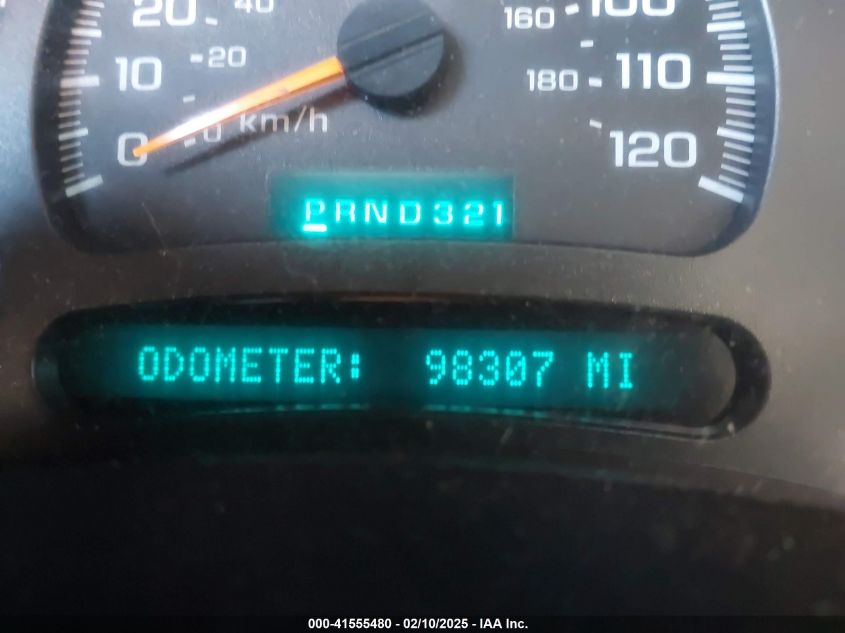 20 40 160 100
10 20 180 110
0 0 km/h 120
PRND321
ODOMETER: 98307 MI
000-41555480 - 02/10/2025 - IAA Inc.